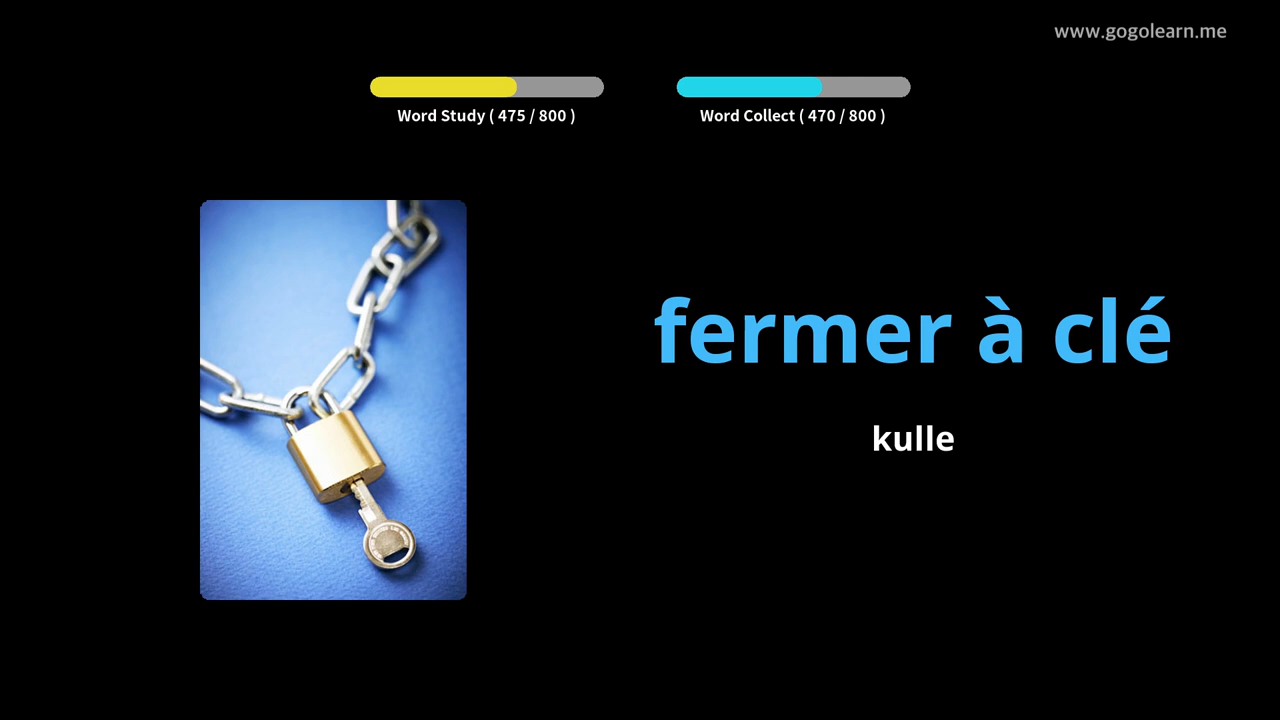 www.gogolearn.me
Word Study ( 475 / 800 )
Word Collect ( 470 / 800 )
fermer à clé
kulle